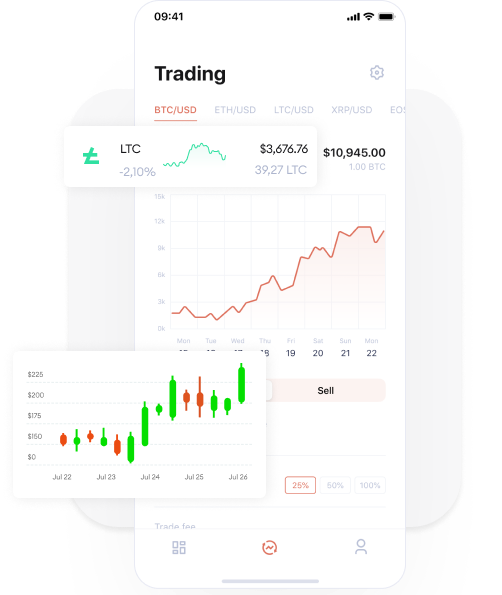 09:41
Trading
BTC/USD ETH/USD LTC/USD XRP/USD EOS
LTC $3,676.76
-2,10% 39,27 LTC
$10,945.00
1.00 BTC
15k
12k
9k
6k
3k
0k
Mon Tue Wed Thu Fri Sat Sun Mon
18 19 20 21 22
Sell
$225
$200
$175
$150
$0
Jul 22 Jul 23 Jul 24 Jul 25 Jul 26
25% 50% 100%
Trade fee